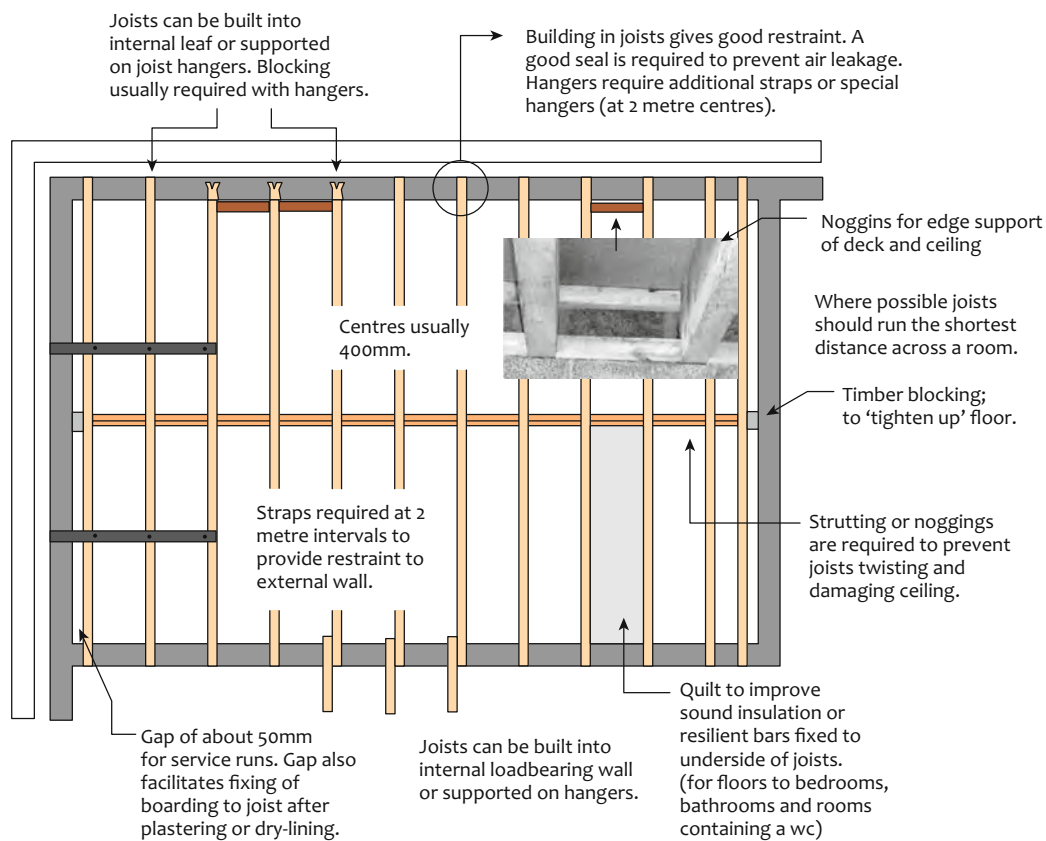 Joists can be built into
internal leaf or supported
on joist hangers. Blocking
usually required with hangers.
Building in joists gives good restraint. A
good seal is required to prevent air leakage.
Hangers require additional straps or special
hangers (at 2 metre centres).
Noggins for edge support
of deck and ceiling
Where possible joists
should run the shortest
distance across a room.
Centres usually
400mm.
Timber blocking;
to ‘tighten up’ floor.
Straps required at 2
metre intervals to
provide restraint to
external wall.
Strutting or noggings
are required to prevent
joists twisting and
damaging ceiling.
Gap of about 50mm
for service runs. Gap also
facilitates fixing of
boarding to joist after
plastering or dry-lining.
Joists can be built into
internal loadbearing wall
or supported on hangers.
Quilt to improve
sound insulation or
resilient bars fixed to
underside of joists.
(for floors to bedrooms,
bathrooms and rooms
containing a wc)